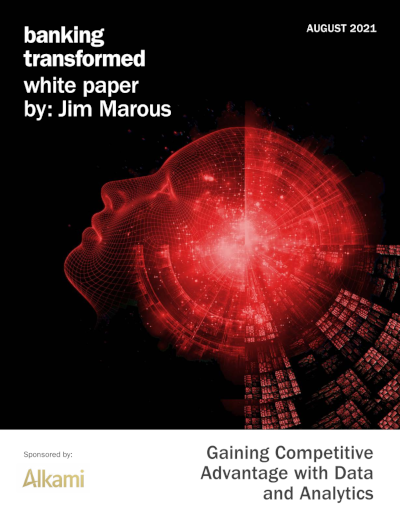 banking
transformed
white paper
by: Jim Marous
AUGUST 2021
Sponsored by:
Alkami
Gaining Competitive
Advantage with Data
and Analytics